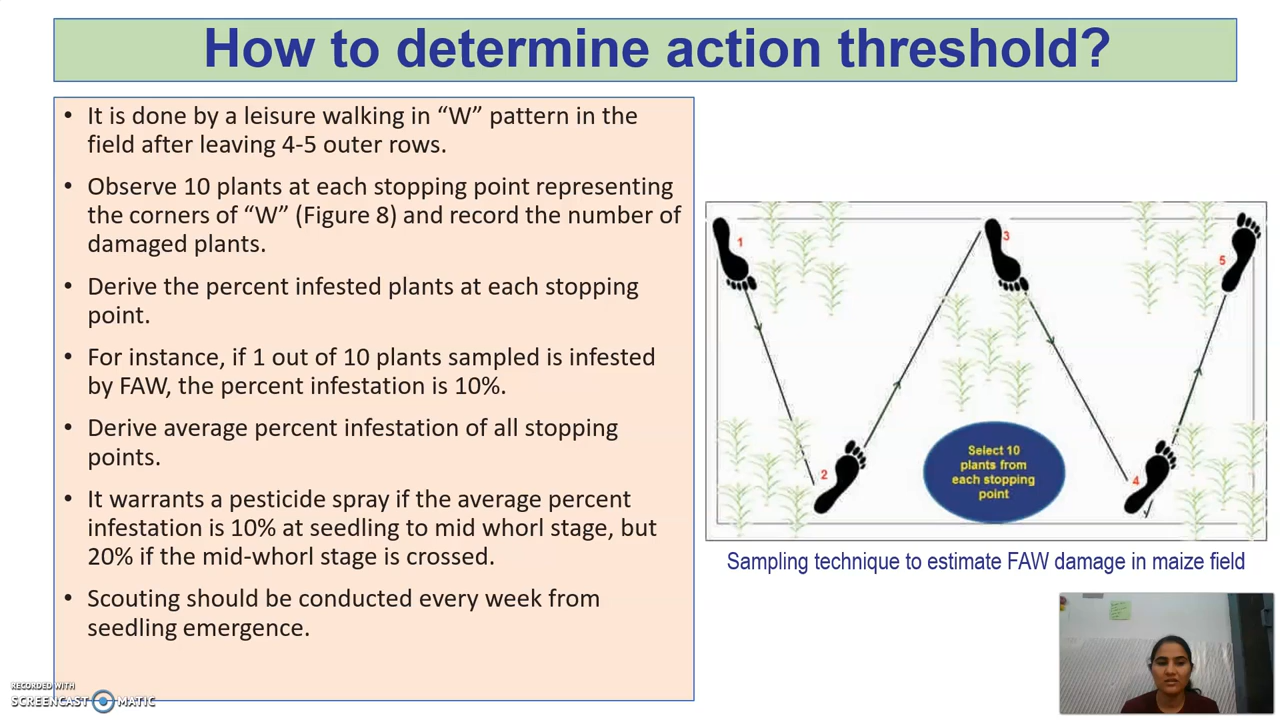 How to determine action threshold?
• It is done by a leisure walking in “W” pattern in the
field after leaving 4-5 outer rows.
• Observe 10 plants at each stopping point representing
the corners of “W” (Figure 8) and record the number of
damaged plants.
• Derive the percent infested plants at each stopping
point.
• For instance, if 1 out of 10 plants sampled is infested
by FAW, the percent infestation is 10%.
• Derive average percent infestation of all stopping
points.
• It warrants a pesticide spray if the average percent
infestation is 10% at seedling to mid whorl stage, but
20% if the mid-whorl stage is crossed.
• Scouting should be conducted every week from
seedling emergence.
1
3
5
2
4
Select 10
plants from
each stopping
point
Sampling technique to estimate FAW damage in maize field
RECORDED WITH
SCREENCAST MATIC